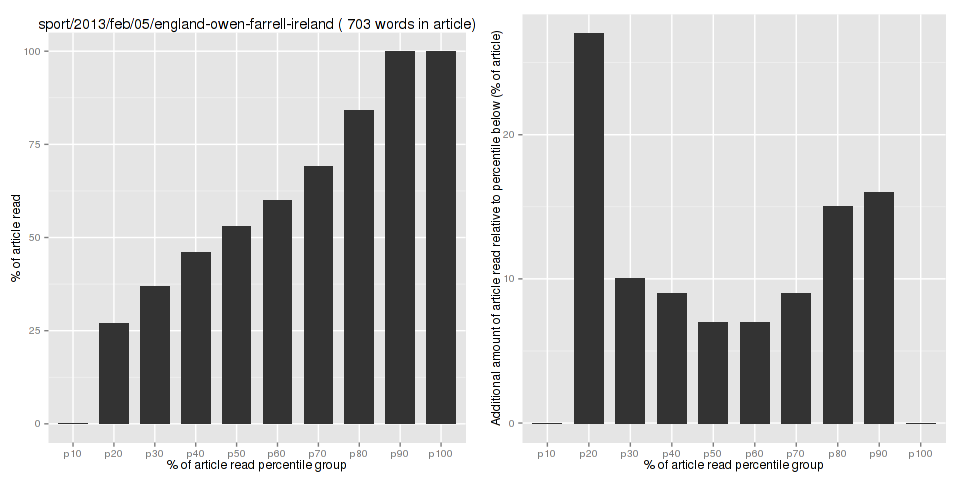 sport/2013/feb/05/england-owen-farrell-ireland ( 703 words in article)
% of article read
100
75
50
25
0
p10 p20 p30 p40 p50 p60 p70 p80 p90 p100
% of article read percentile group
Additional amount of article read relative to percentile below (% of article)
20
10
0
p10 p20 p30 p40 p50 p60 p70 p80 p90 p100
% of article read percentile group